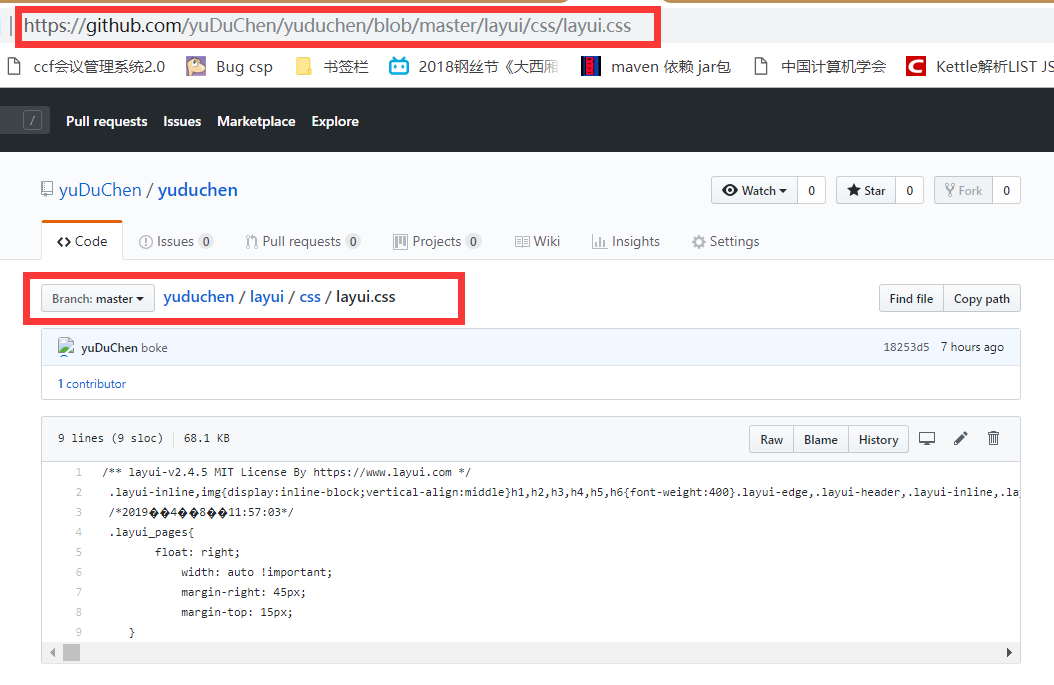 https://github.com/yuDuChen/yuduchen/blob/master/layui/css/layui.css
ccf会议管理系统2.0 Bug csp 书签栏 2018钢丝节《大西厢 maven 依赖 jar包 中国计算机学会 Kettle解析LIST JS
/ Pull requests Issues Marketplace Explore
yuDuChen / yuduchen Watch 0 Star 0 Fork 0
Code Issues 0 Pull requests 0 Projects 0 Wiki Insights Settings
Branch: master yuduchen / layui / css / layui.css Find file Copy path
yuDuChen boke 18253d5 7 hours ago
1 contributor
9 lines (9 sloc) 68.1 KB Raw Blame History
1 /** layui-v2.4.5 MIT License By https://www.layui.com */
2 .layui-inline,img{display:inline-block;vertical-align:middle}h1,h2,h3,h4,h5,h6{font-weight:400}.layui-edge,.layui-header,.layui-inline,.la
3 /*2019��4��8��11:57:03*/
4 .layui_pages{
5 float: right;
6 width: auto !important;
7 margin-right: 45px;
8 margin-top: 15px;
9 }